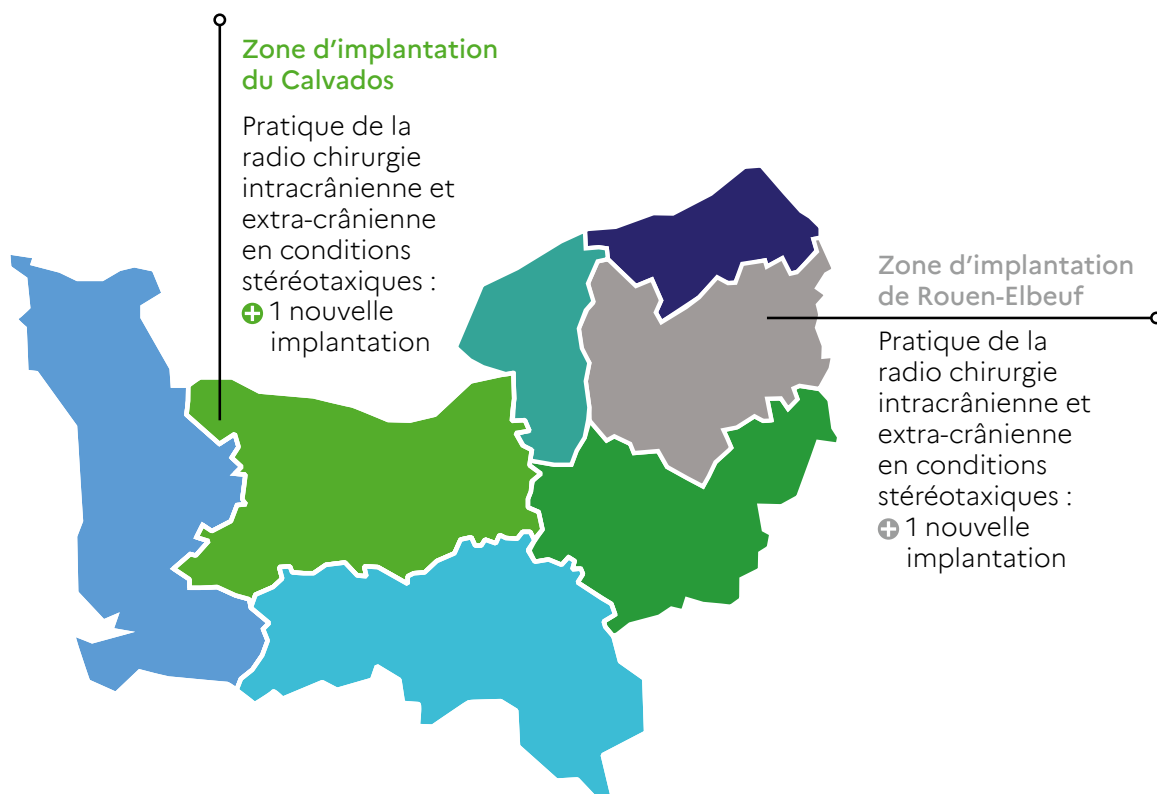 Zone d'implantation
du Calvados
Pratique de la
radio chirurgie
intracrânienne et
extra-crânienne
en conditions
stéréotaxiques :
1 nouvelle
implantation
Zone d'implantation
de Rouen-Elbeuf
Pratique de la
radio chirurgie
intracrânienne et
extra-crânienne
en conditions
stéréotaxiques :
1 nouvelle
implantation